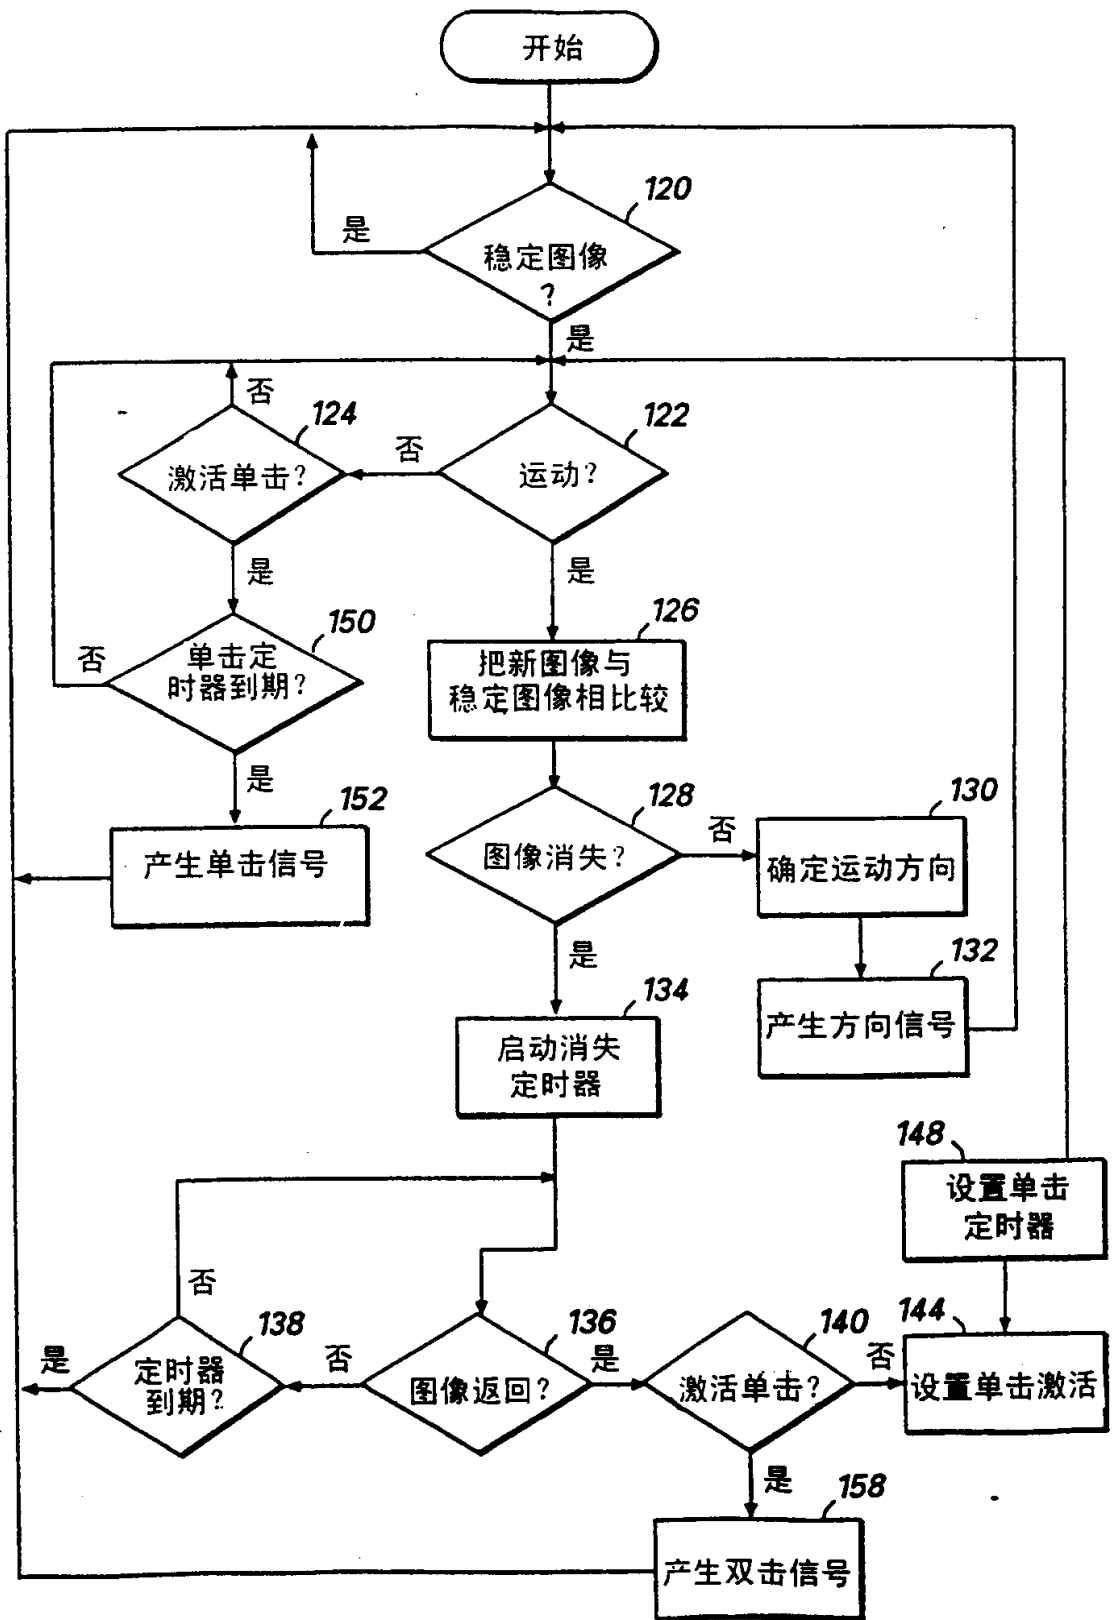 开始
120
是
稳定图像
?
是
否
124
否
122
激活单击?
运动?
是
是
150
126
否
单击定
时器到期?
把新图像与
稳定图像相比较
是
152
128
否
130
产生单击信号
图像消失?
确定运动方向
是
132
134
产生方向信号
启动消失
定时器
148
设置单击
定时器
否
138
136
140
144
是
定时器
到期?
否
图像返回?
是
激活单击?
否
设置单击激活
是
158
产生双击信号